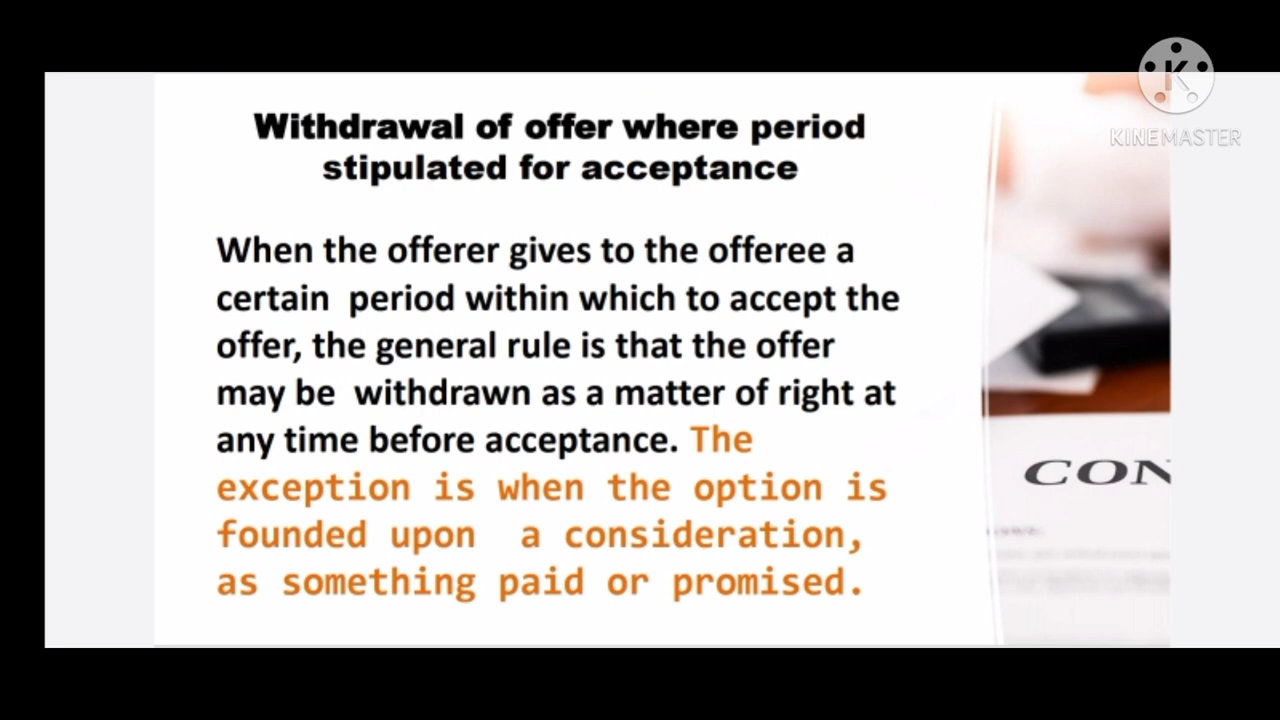 Withdrawal of offer where period
stipulated for acceptance
When the offerer gives to the offeree a
certain period within which to accept the
offer, the general rule is that the offer
may be withdrawn as a matter of right at
any time before acceptance. The
exception is when the option is
founded upon a consideration,
as something paid or promised.
K
KINEMASTER
CON